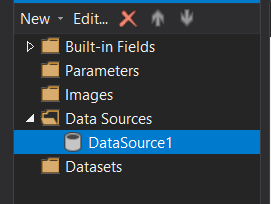 New Edit...
Built-in Fields
Parameters
Images
Data Sources
DataSource1
Datasets